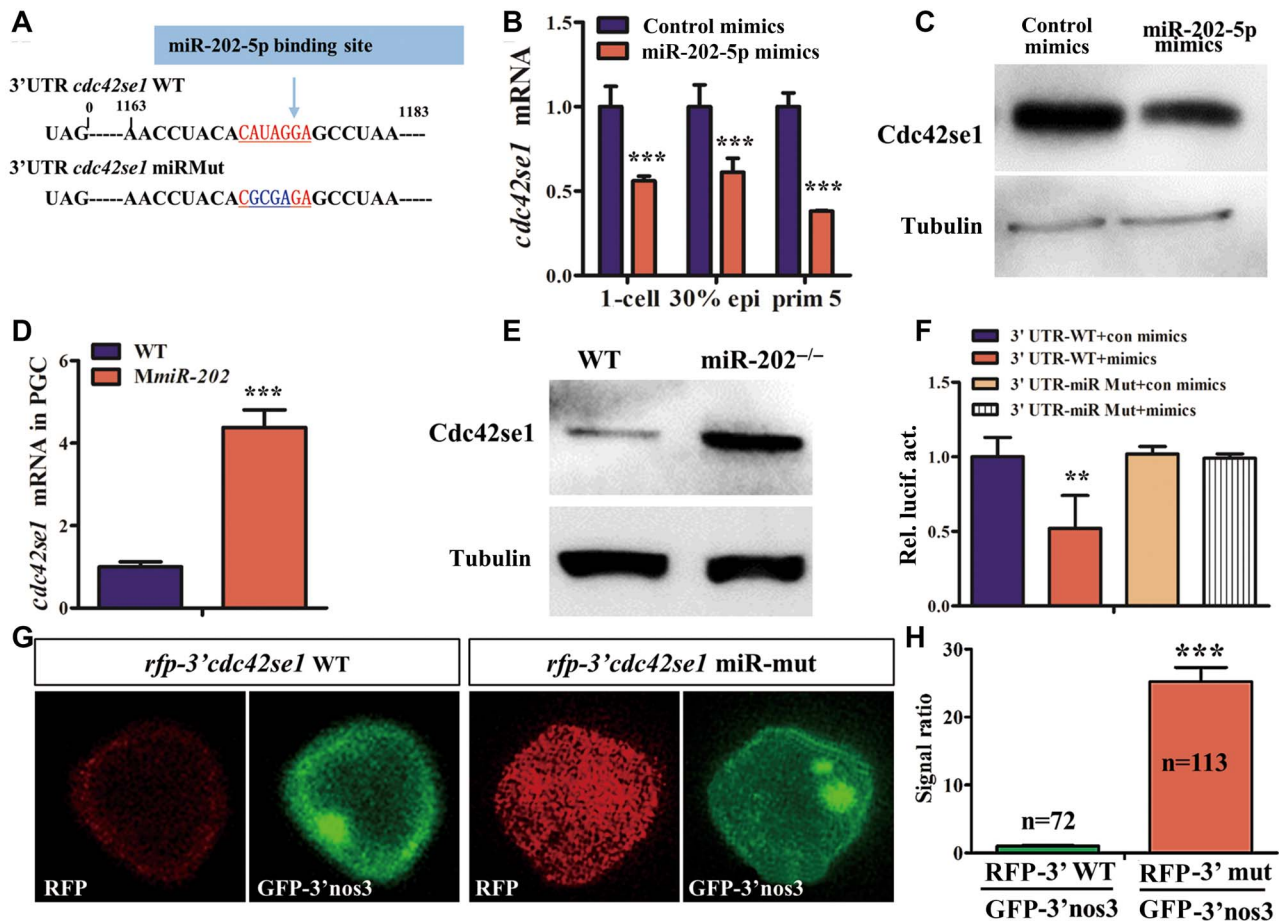 A
miR-202-5p binding site
3'UTR cdc42se1 WT
0 1163 1183
UAG-----AACCUACACAUAGGAGCCUAA-----
3'UTR cdc42se1 miRMut
UAG-----AACCUACACGCGAGAGCCUAA-----
B
Control mimics
miR-202-5p mimics
cdc42se1 mRNA
1.5
1.0
0.5
0.0
*** *** ***
1-cell 30% epi prim 5
C
Control mimics
miR-202-5p mimics
Cdc42se1
Tubulin
D
WT
MmiR-202
cdc42se1 mRNA in PGC
6
4
2
0
***
E
WT miR-202–/–
Cdc42se1
Tubulin
F
3' UTR-WT+con mimics
3' UTR-WT+mimics
3' UTR-miR Mut+con mimics
3' UTR-miR Mut+mimics
Rel. lucif. act.
1.5
1.0
0.5
0.0
**
G
rfp-3'cdc42se1 WT
rfp-3'cdc42se1 miR-mut
RFP
GFP-3'nos3
RFP
GFP-3'nos3
H
Signal ratio
30
20
10
0
***
n=72
n=113
RFP-3' WT
GFP-3'nos3
RFP-3' mut
GFP-3'nos3